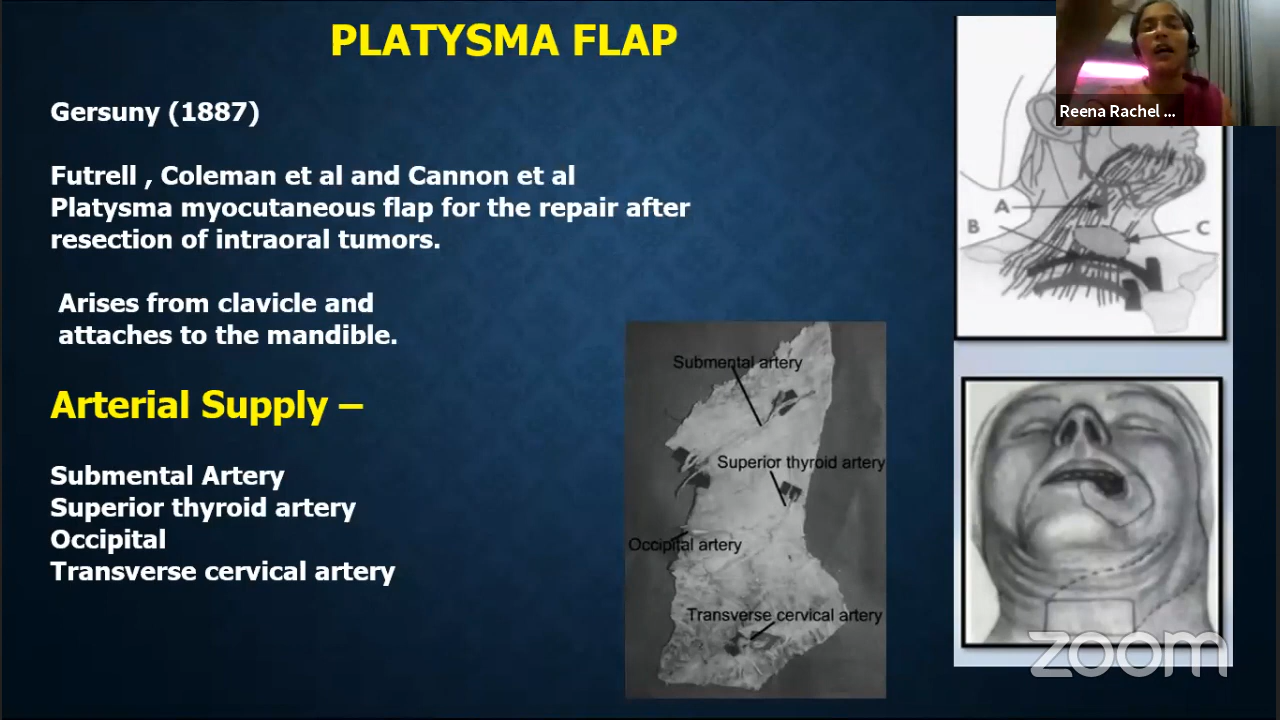 PLATYSMA FLAP
Gersuny (1887)
Futrell , Coleman et al and Cannon et al
Platysma myocutaneous flap for the repair after
resection of intraoral tumors.
Arises from clavicle and
attaches to the mandible.
Arterial Supply –
Submental Artery
Superior thyroid artery
Occipital
Transverse cervical artery
Submental artery
Superior thyroid artery
Occipital artery
Transverse cervical artery
Reena Rachel ...
A
B
C
zoom